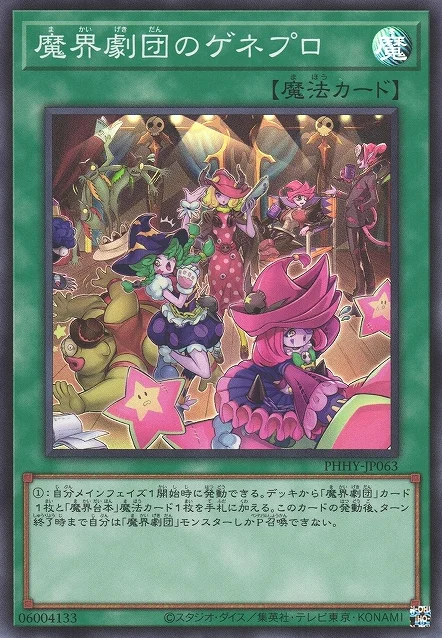 魔界劇団のゲネプロ
魔
【魔法カード】
PHHY-JP063
①:自分メインフェイズ1開始時に発動できる。デッキから「魔界劇団」カード
1枚と「魔界台本」魔法カード1枚を手札に加える。このカードの発動後、ターン
終了時まで自分は「魔界劇団」モンスターしかP召喚できない。
06004133
©スタジオ・ダイス/集英社・テレビ東京・KONAMI